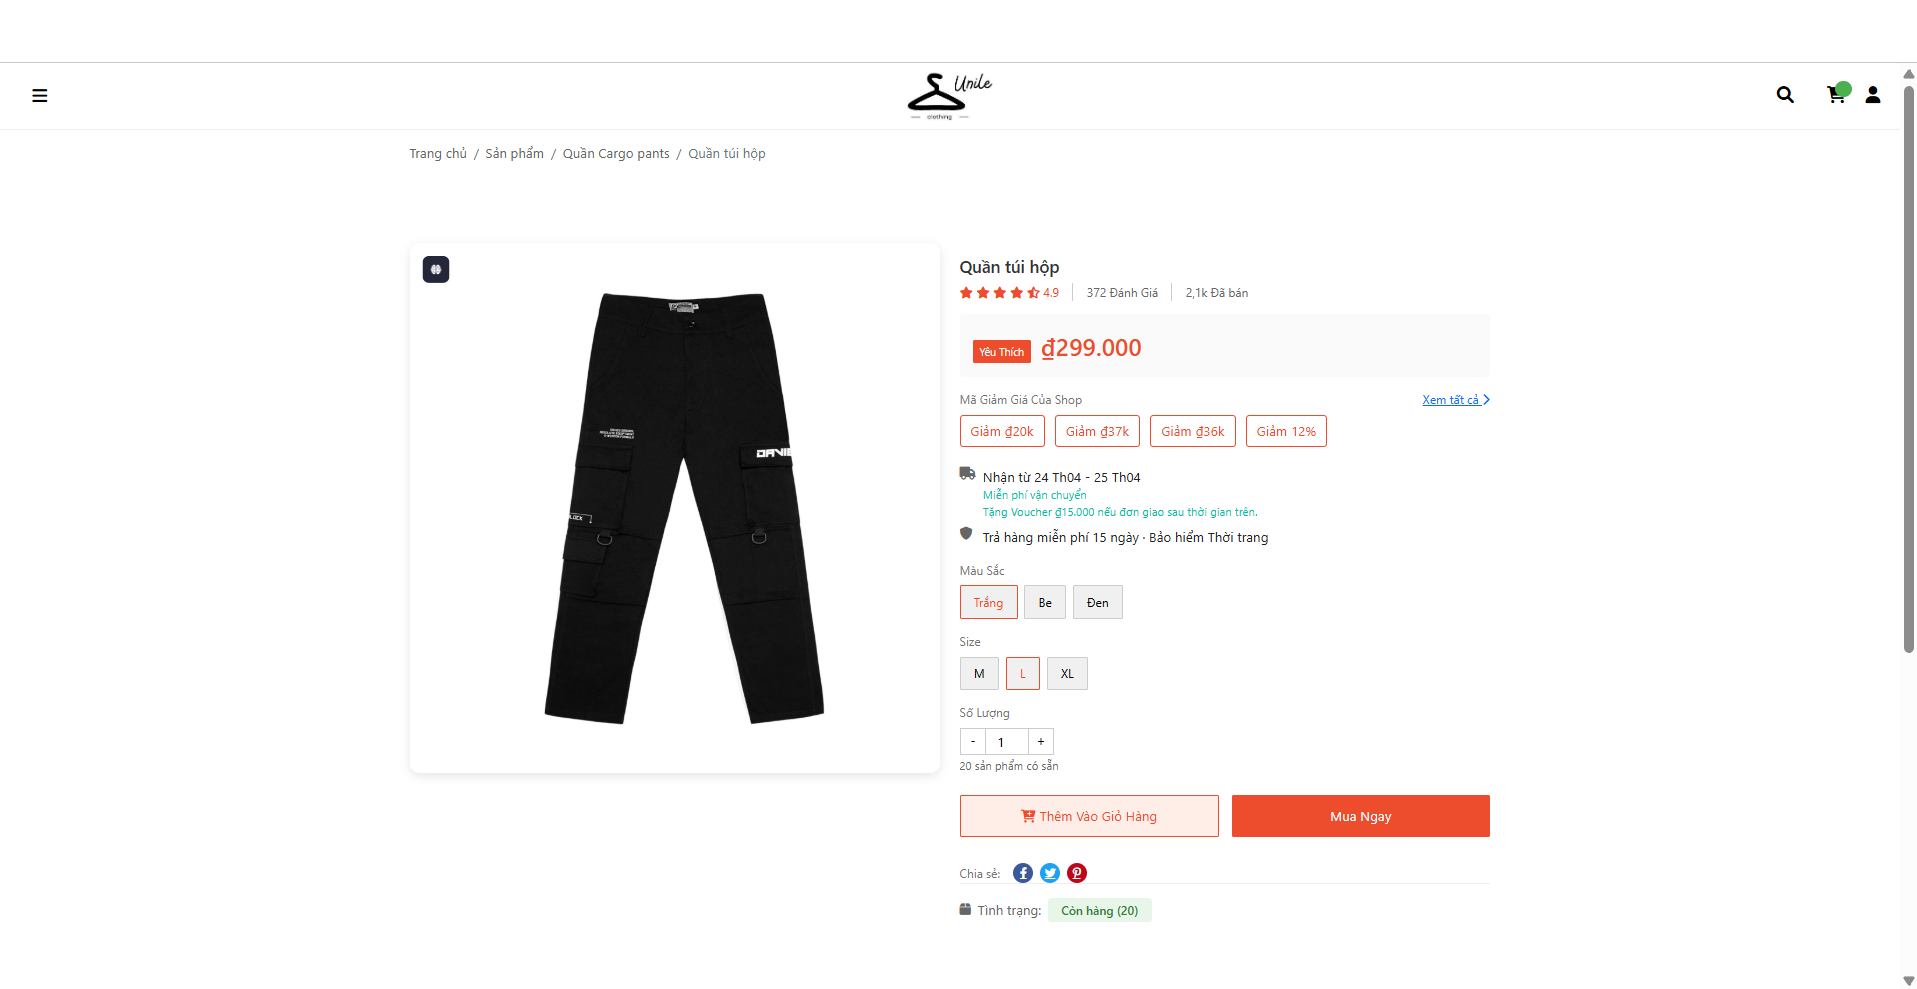 Unile
clothing
Trang chủ / Sản phẩm / Quần Cargo pants / Quần túi hộp
Quần túi hộp
4.9 372 Đánh Giá 2,1k Đã bán
Yêu Thích ₫299.000
Mã Giảm Giá Của Shop Xem tất cả
Giảm ₫20k Giảm ₫37k Giảm ₫36k Giảm 12%
Nhận từ 24 Th04 - 25 Th04
Miễn phí vận chuyển
Tặng Voucher ₫15.000 nếu đơn giao sau thời gian trên.
Trả hàng miễn phí 15 ngày · Bảo hiểm Thời trang
Màu Sắc
Trắng Be Đen
Size
M L XL
Số Lượng
- 1 +
20 sản phẩm có sẵn
Thêm Vào Giỏ Hàng Mua Ngay
Chia sẻ:
Tình trạng: Còn hàng (20)
DAVIE